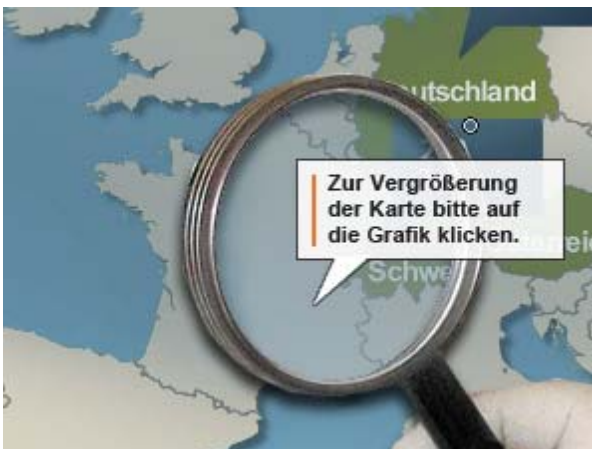 utschland
Zur Vergrößerung
der Karte bitte auf
die Grafik klicken.
Schwe